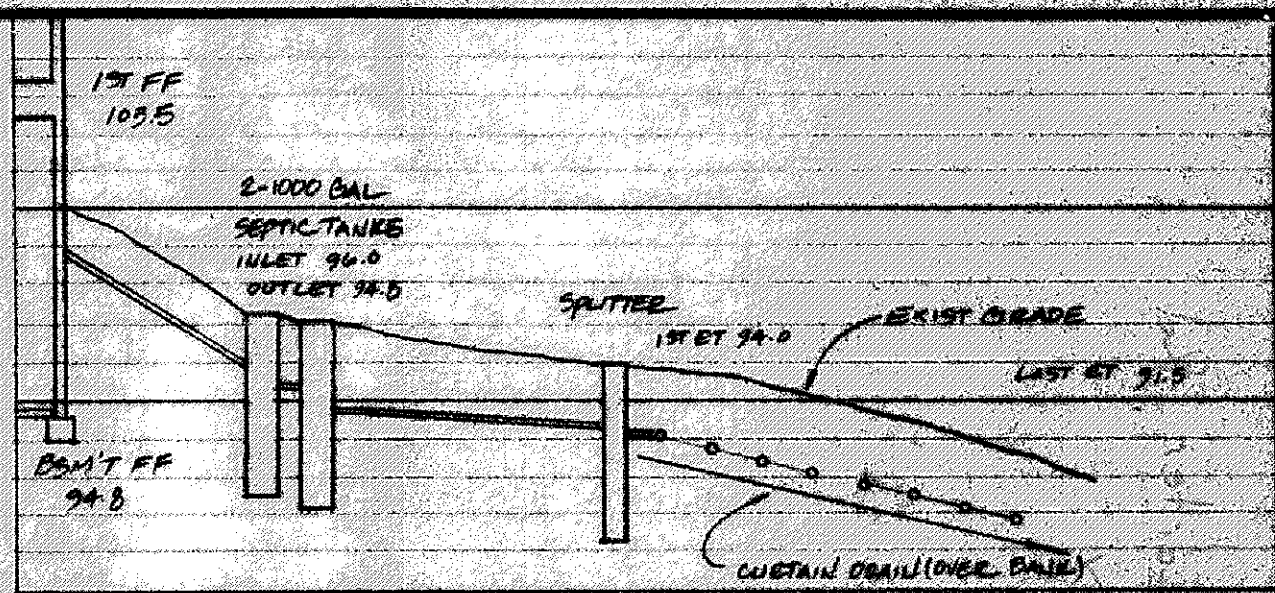 1ST FF
103.5
2-1000 GAL
SEPTIC TANKS
INLET 96.0
OUTLET 94.5
SPLITTER
1ST ET 94.0
EXIST GRADE
LAST ET 91.5
BSM'T FF
94.8
CURTAIN DRAIN (OVER BANK)